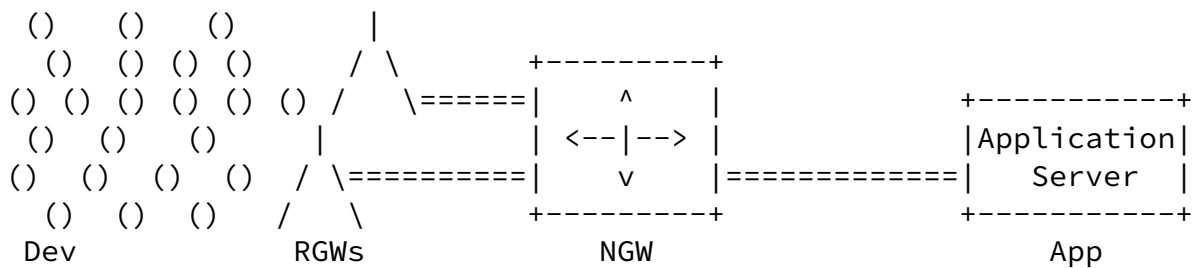 ()    ()    ()       |
  ()   () () ()     / \       +---------+
() () () () () () /    \======|    ^    |             +-----------+
 ()   ()    ()     |          | <--|--> |             |Application|
()   ()   ()   ()  / \==========|    v    |=============|   Server  |
  ()   ()   ()   /    \         +---------+             +-----------+
 Dev            RGWs           NGW                         App